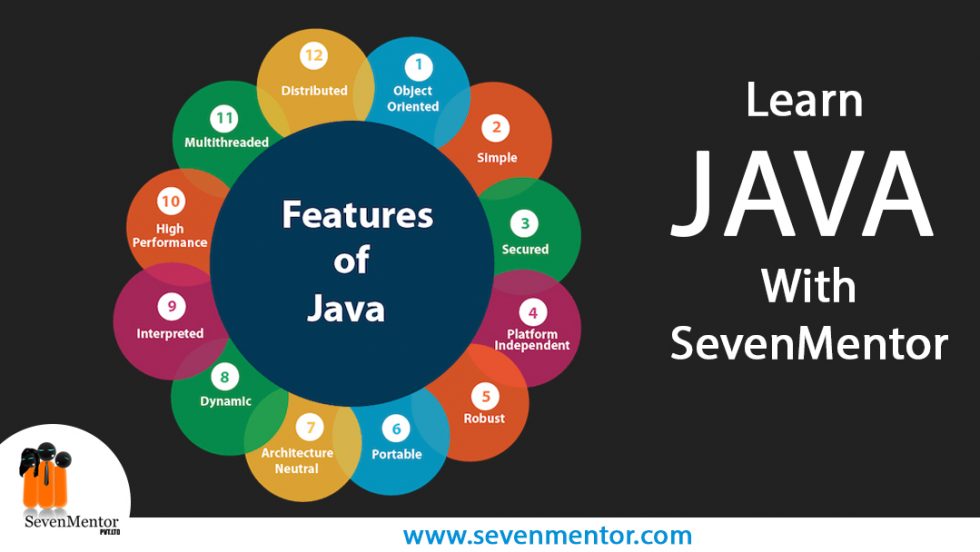 Features
of
Java
1
Object
Oriented
2
Simple
3
Secured
4
Platform
Independent
5
Robust
6
Portable
7
Architecture
Neutral
8
Dynamic
9
Interpreted
10
High
Performance
11
Multithreaded
12
Distributed
Learn
JAVA
With
SevenMentor
SevenMentor
PVT.LTD
www.sevenmentor.com